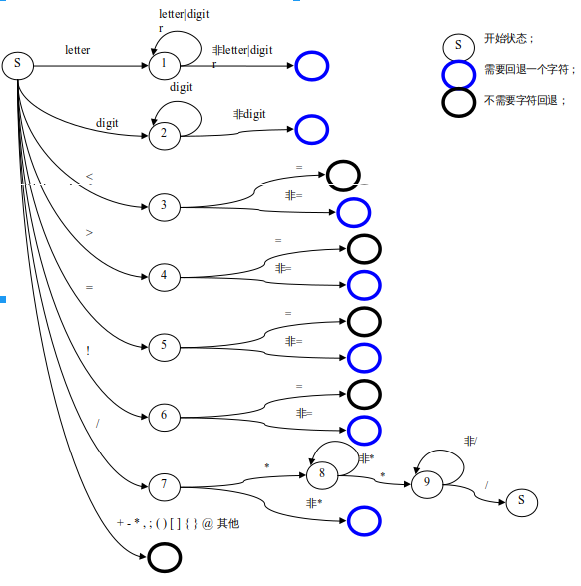 letter|digit
r
S
开始状态；
letter
非letter|digit
r
S
1
需要回退一个字符；
digit
不需要字符回退；
digit
2
非digit
<
=
3
非=
>
=
4
非=
=
=
5
非=
!
=
6
非=
/
*
8
非*
*
9
非/
/
S
7
非*
+ - * , ; ( ) [ ] { } @ 其他